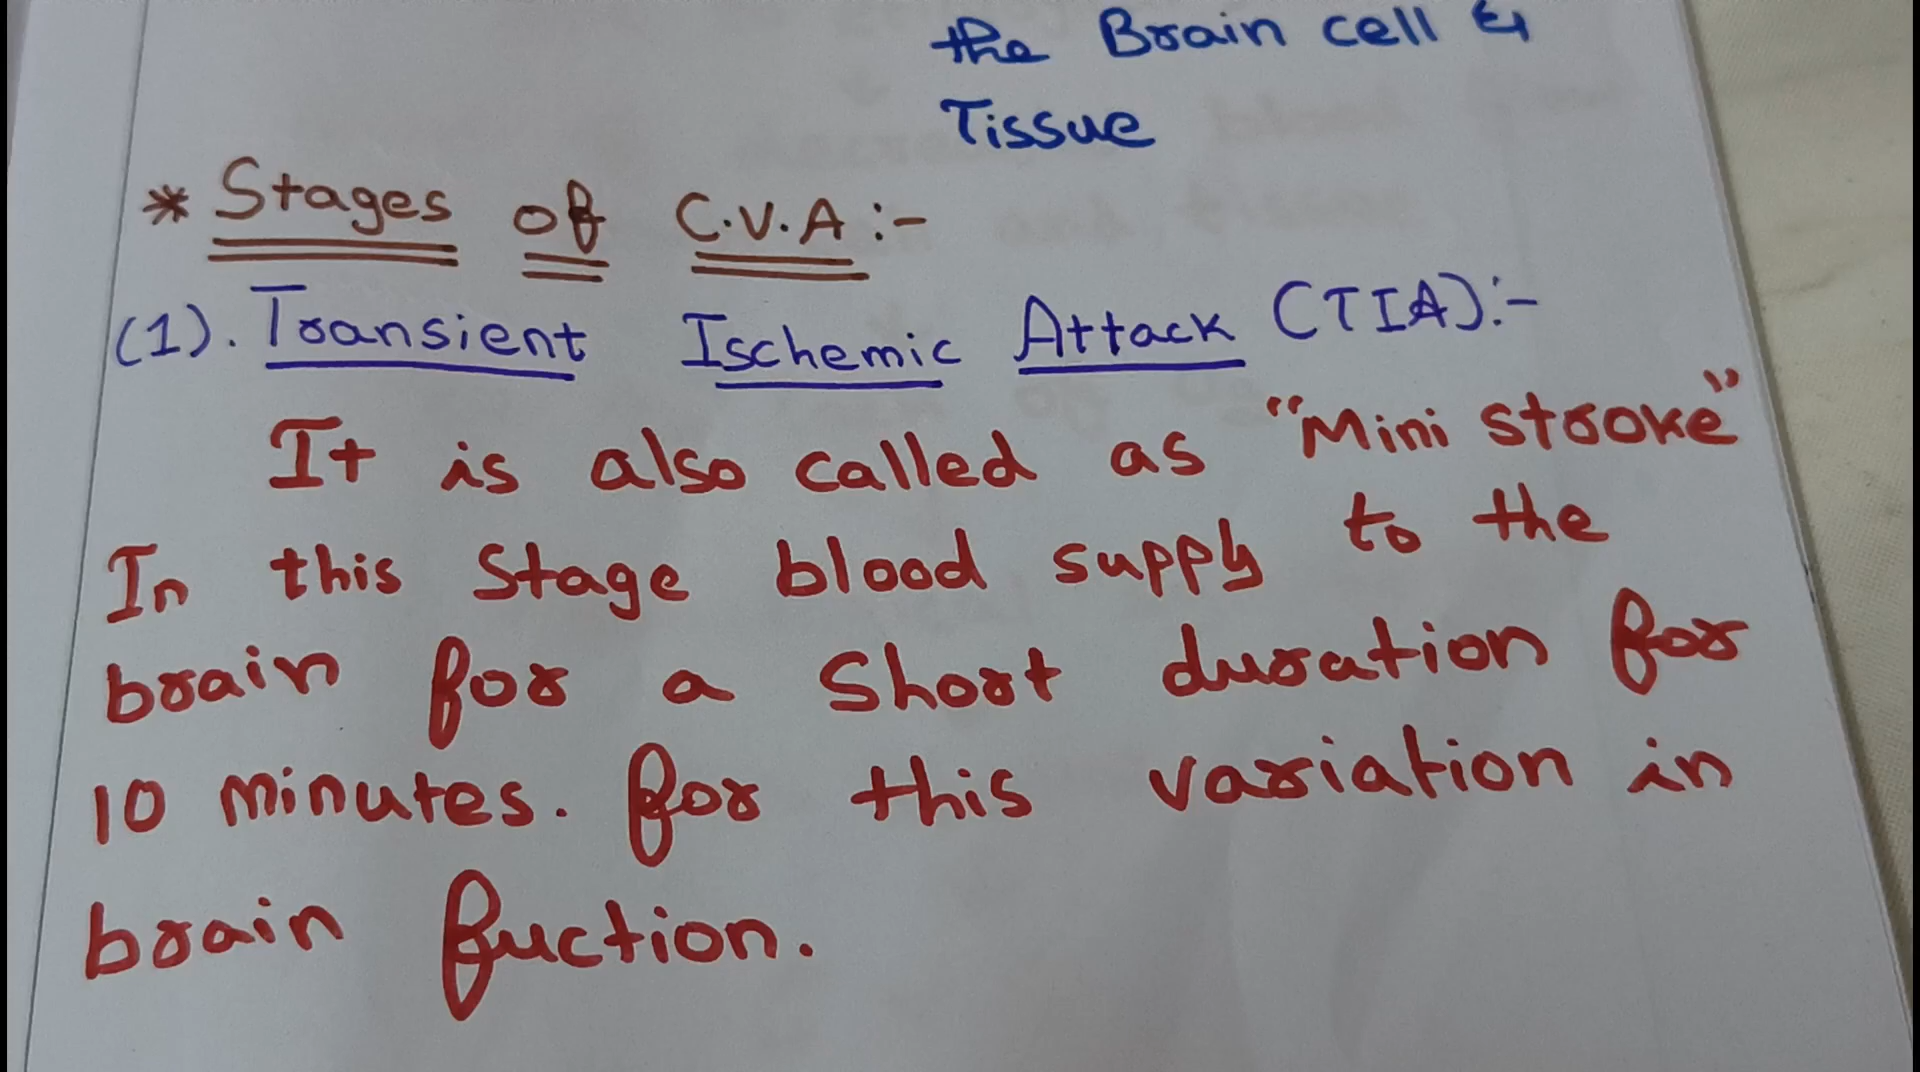 the Brain cell &
Tissue
* Stages of C.V.A :-
(1). Transient Ischemic Attack (TIA):-
It is also called as "Mini stroke"
In this Stage blood supply to the
brain for a Short duration for
10 minutes. for this variation in
brain fuction.